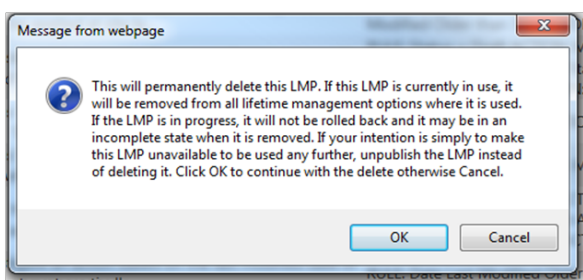 Message from webpage
This will permanently delete this LMP. If this LMP is currently in use, it
will be removed from all lifetime management options where it is used.
If the LMP is in progress, it will not be rolled back and it may be in an
incomplete state when it is removed. If your intention is simply to make
this LMP unavailable to be used any further, unpublish the LMP instead
of deleting it. Click OK to continue with the delete otherwise Cancel.
OK
Cancel